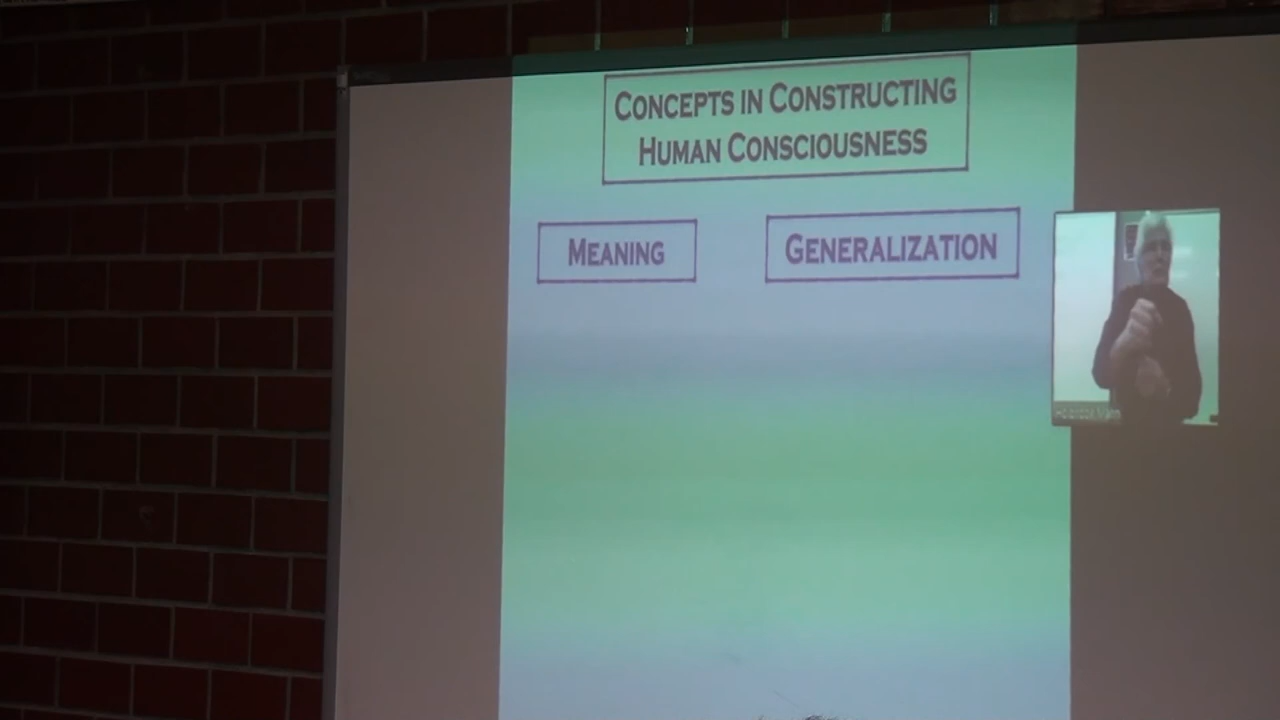 CONCEPTS IN CONSTRUCTING
HUMAN CONSCIOUSNESS
MEANING
GENERALIZATION